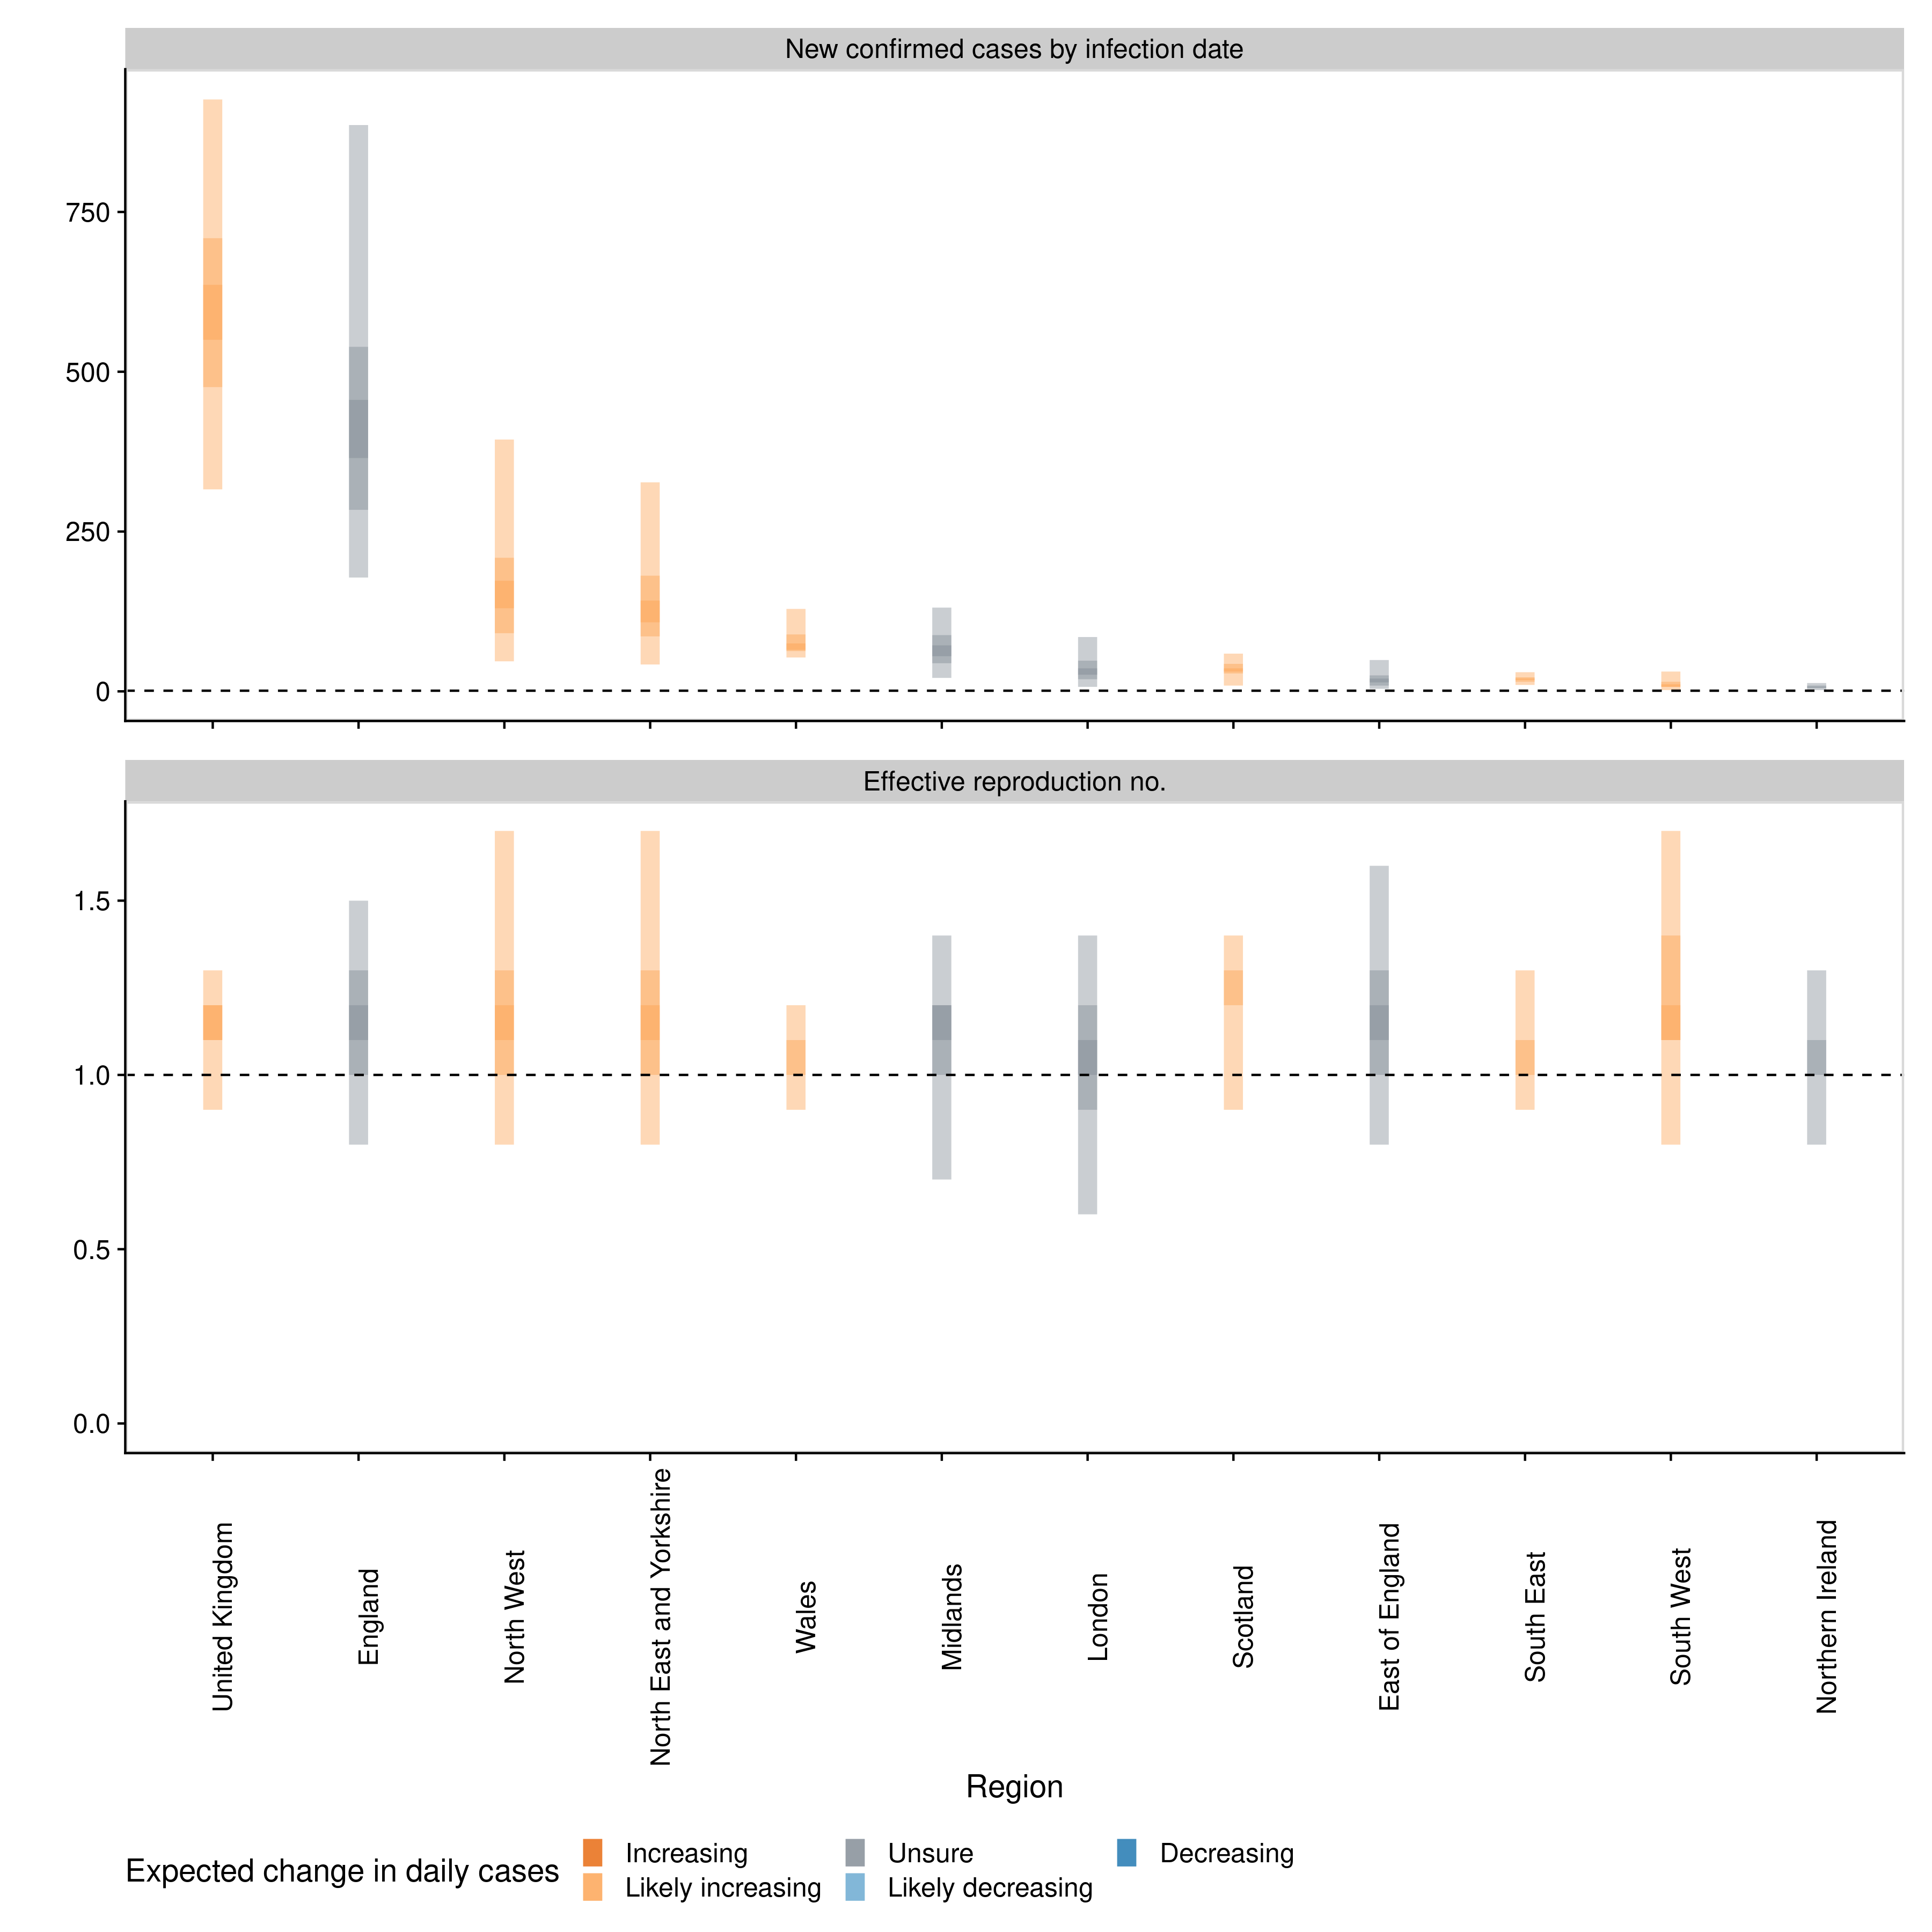 New confirmed cases by infection date
750
500
250
0
Effective reproduction no.
1.5
1.0
0.5
0.0
United Kingdom
England
North West
North East and Yorkshire
Wales
Midlands
London
Scotland
East of England
South East
South West
Northern Ireland
Region
Expected change in daily cases
Increasing
Likely increasing
Unsure
Likely decreasing
Decreasing